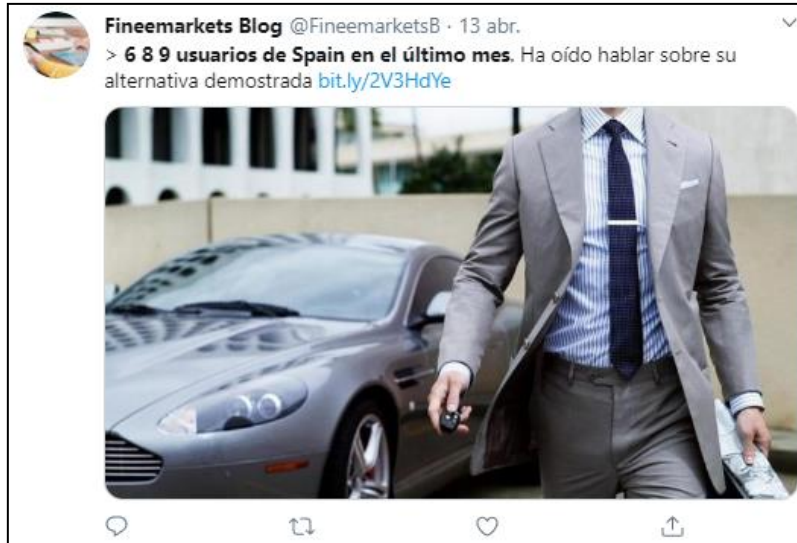 Fineemarkets Blog @FineemarketsB · 13 abr.
> 6 8 9 usuarios de Spain en el último mes. Ha oído hablar sobre su
alternativa demostrada bit.ly/2V3HdYe